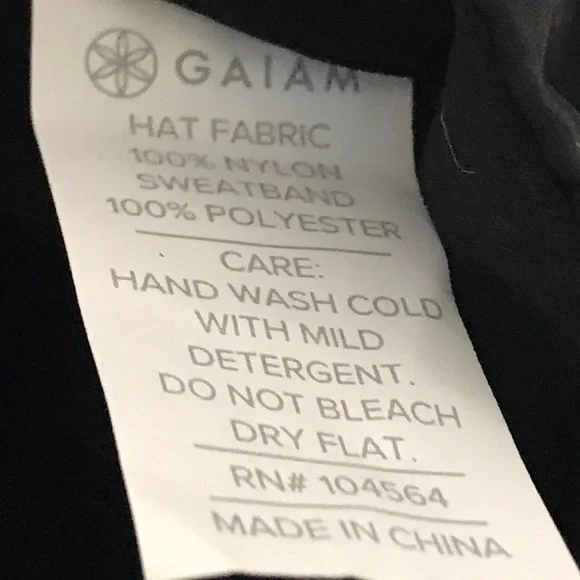 GAIAM
HAT FABRIC
100% NYLON
SWEATBAND
100% POLYESTER
CARE:
HAND WASH COLD
WITH MILD
DETERGENT.
DO NOT BLEACH
DRY FLAT.
RN# 104564
MADE IN CHINA